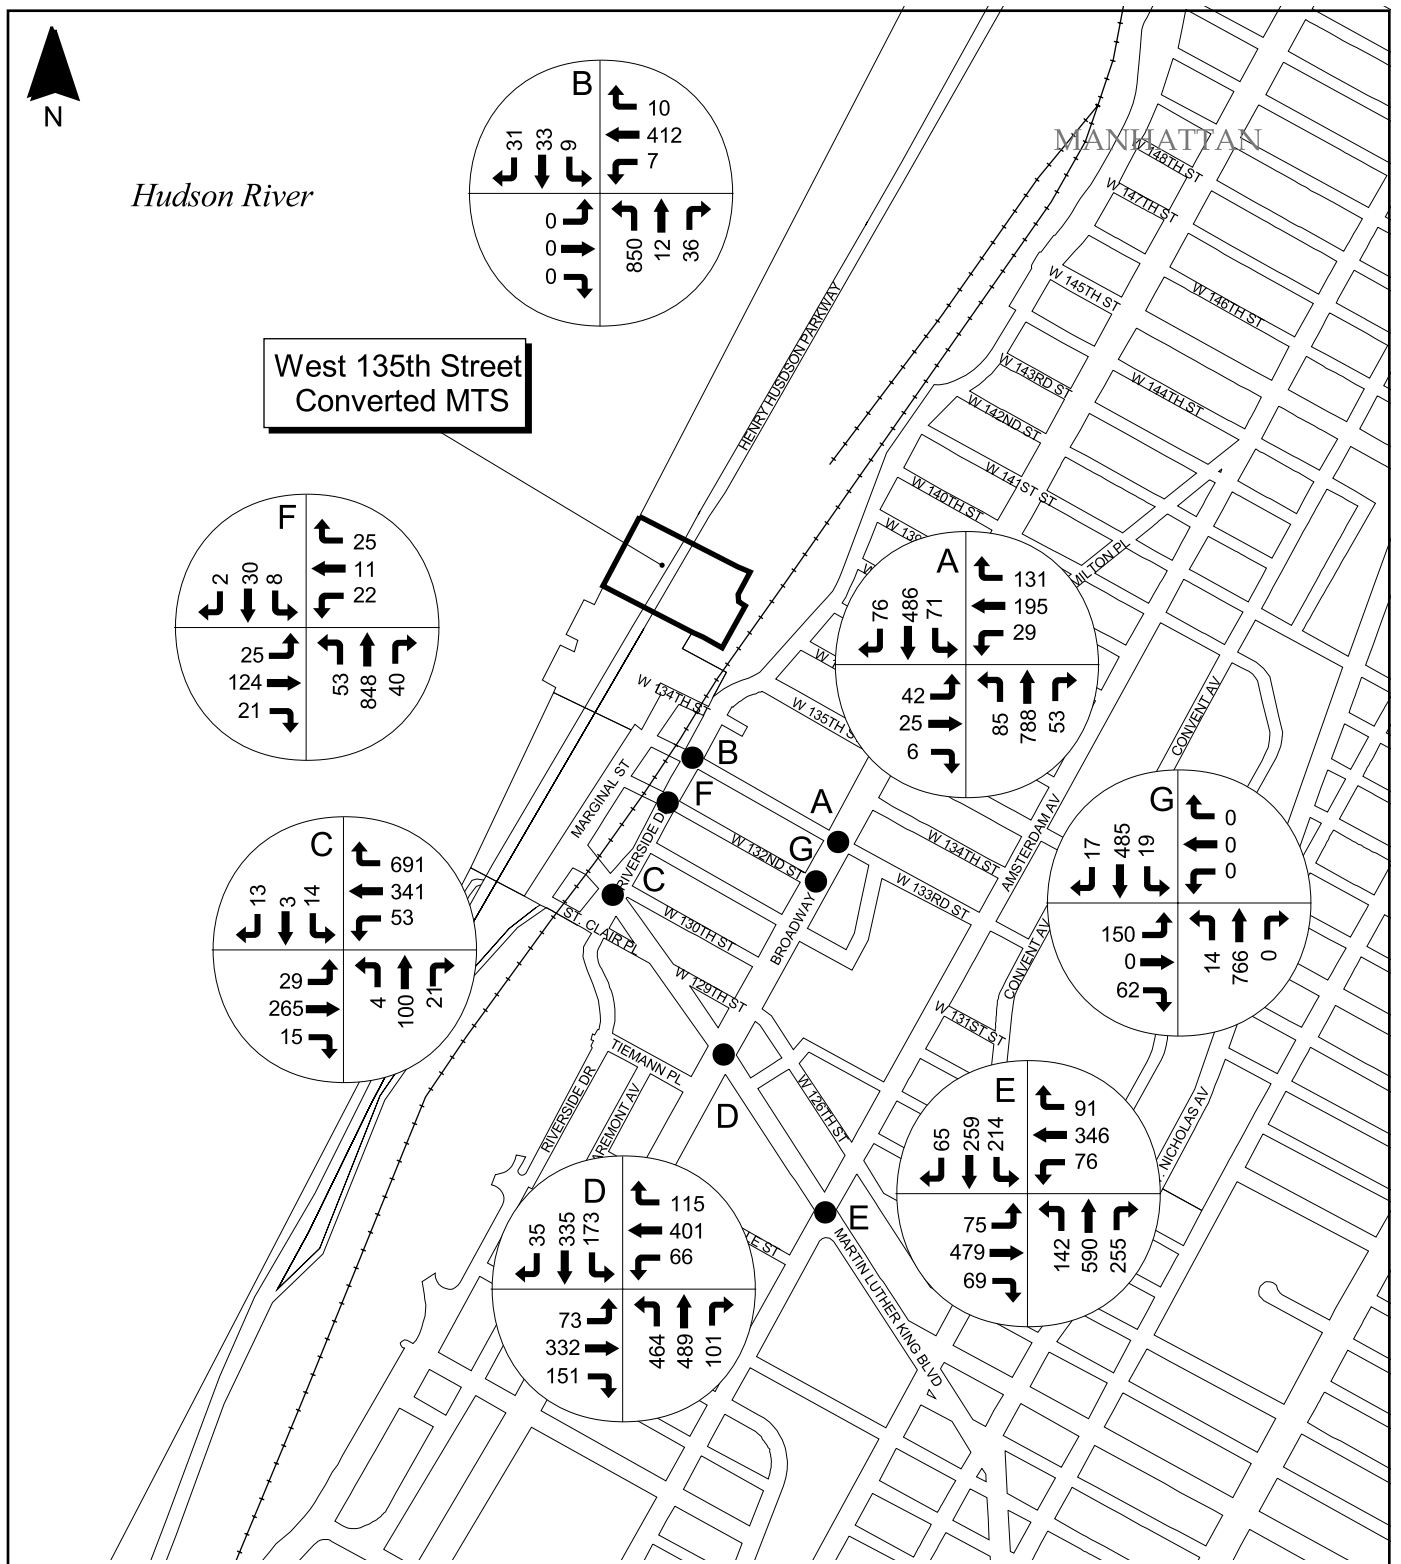 N
Hudson River
MANHATTAN
West 135th Street
Converted MTS
B
31
33
9
10
412
7
0
0
0
850
12
36
F
2
30
8
25
11
22
25
124
21
53
848
40
A
76
486
71
131
195
29
42
25
6
85
788
53
C
13
3
14
691
341
53
29
265
15
4
100
21
G
17
485
19
0
0
0
150
0
62
14
766
0
E
65
259
214
91
346
76
75
479
69
142
590
255
D
35
335
173
115
401
66
73
332
151
464
489
101
HENRY HUSDSON PARKWAY
W 148TH ST
W 147TH ST
W 145TH ST
W 146TH ST
W 143RD ST
W 144TH ST
W 142ND ST
W 141ST ST
W 140TH ST
W 139
MILTON PL
W 134TH ST
W 135TH S
CONVENT AV
MARGINAL ST
B
F
A
G
C
D
E
RIVERSIDE D
W 132ND ST
W 134TH ST
AMSTERDAM AV
W 133RD ST
BROADWAY
W 130TH ST
ST. CLAIR PL
W 129TH ST
CONVENT AV
W 131ST ST
TIEMANN PL
W 126TH ST
RIVERSIDE DR
AREMONT AV
NICHOLAS AV
LE ST
MARTIN LUTHER KING BLVD